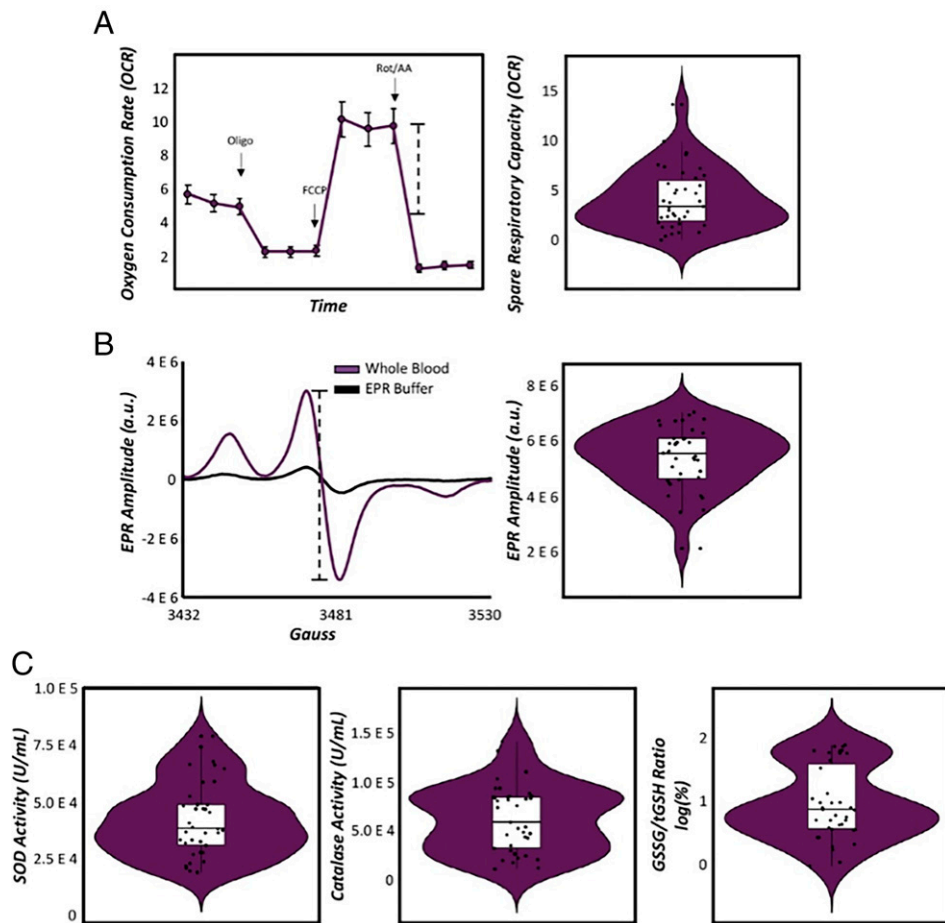 A
Oxygen Consumption Rate (OCR)
12
10
8
6
4
2
Oligo
FCCP
Rot/AA
Time
Spare Respiratory Capacity (OCR)
15
10
5
0
B
EPR Amplitude (a.u.)
4 E 6
2 E 6
0
-2 E 6
-4 E 6
Whole Blood
EPR Buffer
3432
3481
3530
Gauss
EPR Amplitude (a.u.)
8 E 6
6 E 6
4 E 6
2 E 6
C
SOD Activity (U/mL)
1.0 E 5
7.5 E 4
5.0 E 4
2.5 E 4
0
Catalase Activity (U/mL)
1.5 E 5
1.0 E 5
5.0 E 4
0
GSSG/tGSH Ratio
log(%)
2
1
0